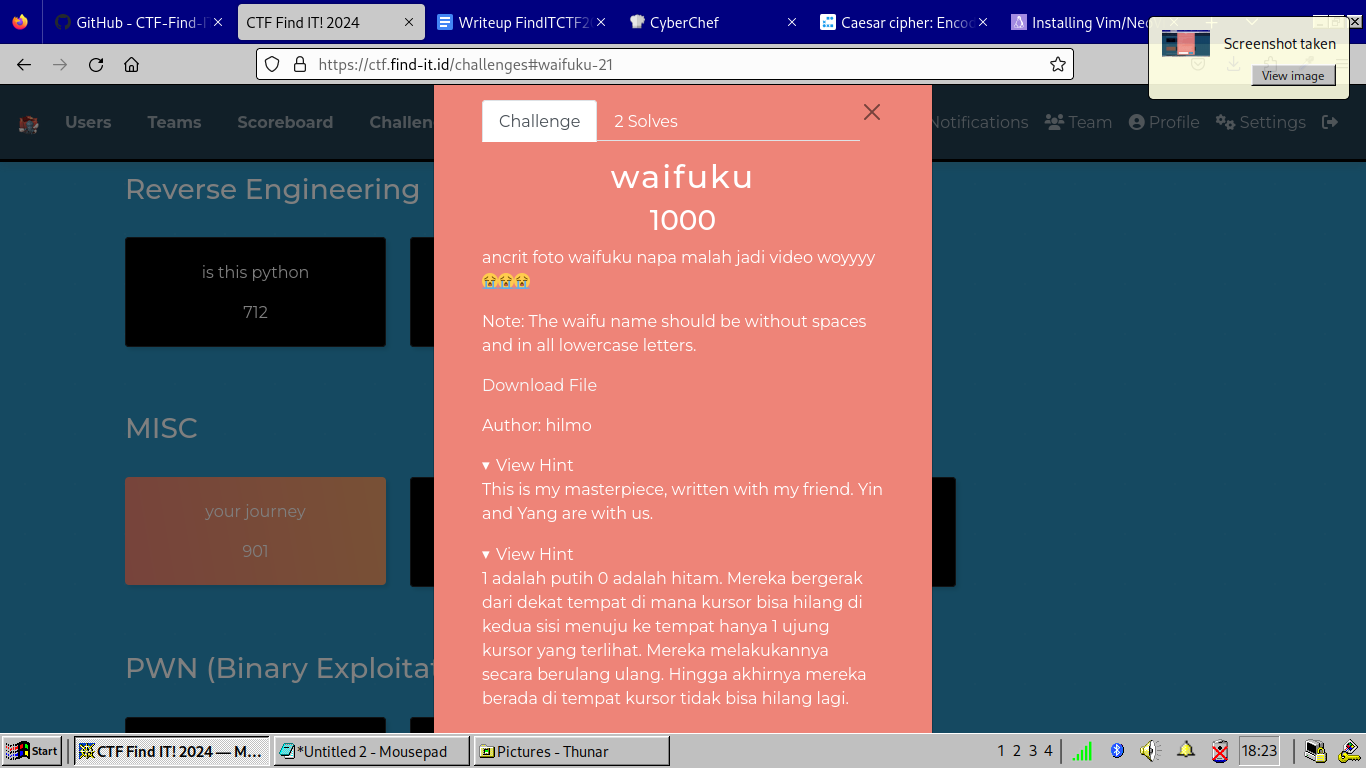 GitHub - CTF-Find-I
CTF Find IT! 2024
Writeup FindITCTF2
CyberChef
Caesar cipher: Enco
Installing Vim/Neo
Screenshot taken
View image
https://ctf.find-it.id/challenges#waifuku-21
Users
Teams
Scoreboard
Challen
Notifications
Team
Profile
Settings
Challenge
2 Solves
waifuku
1000
ancrit foto waifuku napa malah jadi video woyyyy
😭😭😭
Note: The waifu name should be without spaces
and in all lowercase letters.
Download File
Author: hilmo
▾ View Hint
This is my masterpiece, written with my friend. Yin
and Yang are with us.
▾ View Hint
1 adalah putih 0 adalah hitam. Mereka bergerak
dari dekat tempat di mana kursor bisa hilang di
kedua sisi menuju ke tempat hanya 1 ujung
kursor yang terlihat. Mereka melakukannya
secara berulang ulang. Hingga akhirnya mereka
berada di tempat kursor tidak bisa hilang lagi.
Reverse Engineering
is this python
712
MISC
your journey
901
PWN (Binary Exploitat
Start
CTF Find IT! 2024 — M...
*Untitled 2 - Mousepad
Pictures - Thunar
1 2 3 4
18:23